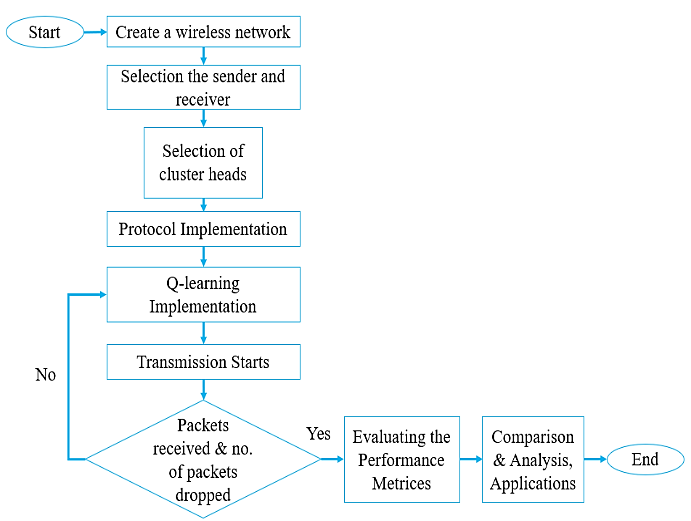 Start
Create a wireless network
Selection the sender and
receiver
Selection of
cluster heads
Protocol Implementation
Q-learning
Implementation
Transmission Starts
No
Packets
received & no.
of packets
dropped
Yes
Evaluating the
Performance
Metrices
Comparison
& Analysis,
Applications
End